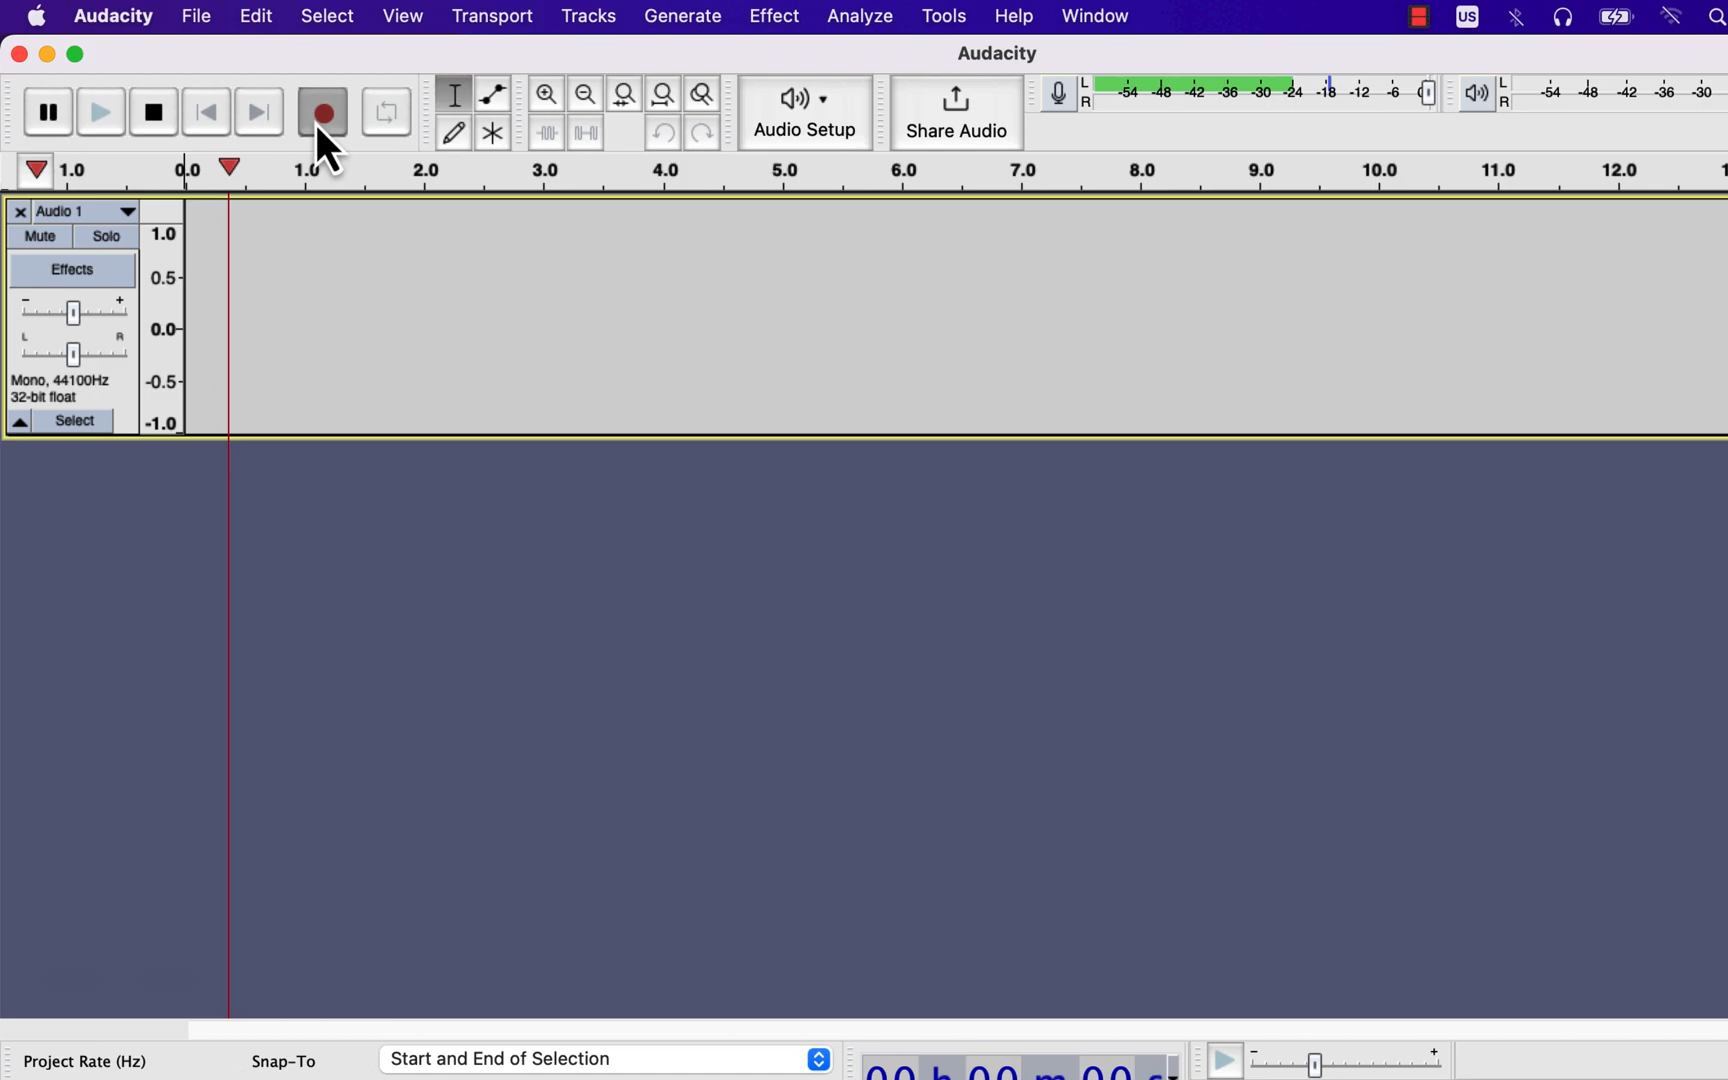 Audacity File Edit Select View Transport Tracks Generate Effect Analyze Tools Help Window US
Audacity
L
R
-54 -48 -42 -36 -30 -24 -18 -12 -6
L
R
-54 -48 -42 -36 -30
Audio Setup
Share Audio
1.0 0.0 1.0 2.0 3.0 4.0 5.0 6.0 7.0 8.0 9.0 10.0 11.0 12.0
Audio 1
Mute Solo
Effects
- +
L R
Mono, 44100Hz
32-bit float
Select
1.0
0.5
0.0
-0.5
-1.0
Project Rate (Hz) Snap-To Start and End of Selection
00 h 00 m 00 s
- +